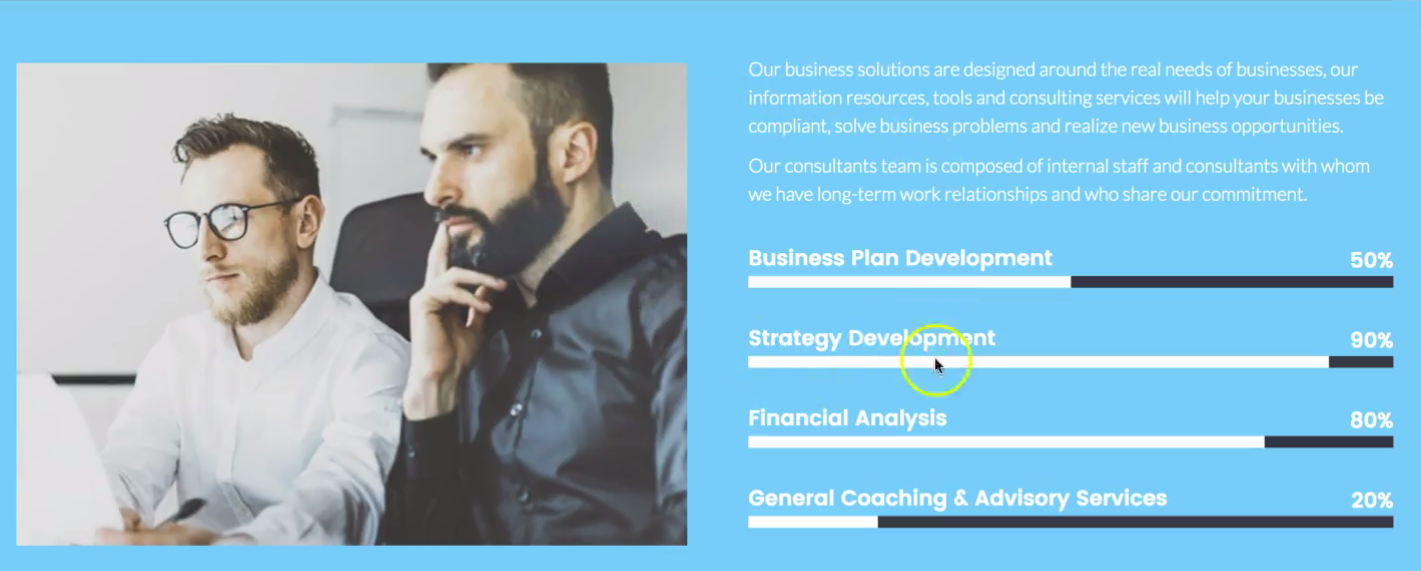 Our business solutions are designed around the real needs of businesses, our
information resources, tools and consulting services will help your businesses be
compliant, solve business problems and realize new business opportunities.
Our consultants team is composed of internal staff and consultants with whom
we have long-term work relationships and who share our commitment.
Business Plan Development 50%
Strategy Development 90%
Financial Analysis 80%
General Coaching & Advisory Services 20%